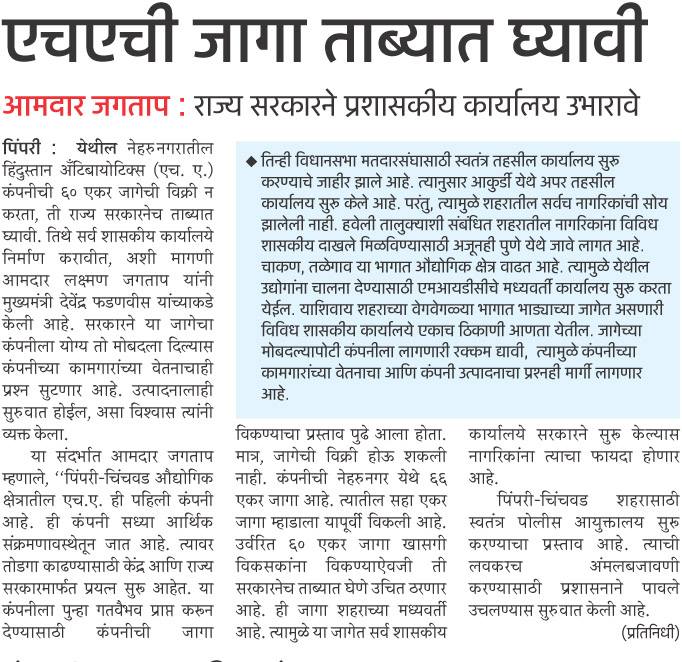 एचएची जागा ताब्यात घ्यावी
आमदार जगताप : राज्य सरकारने प्रशासकीय कार्यालय उभारावे
पिंपरी : येथील नेहरुनगरातील
हिंदुस्तान अँटिबायोटिक्स (एच. ए.)
कंपनीची ६० एकर जागेची विक्री न
करता, ती राज्य सरकारनेच ताब्यात
घ्यावी. तिथे सर्व शासकीय कार्यालये
निर्माण करावीत, अशी मागणी
आमदार लक्ष्मण जगताप यांनी
मुख्यमंत्री देवेंद्र फडणवीस यांच्याकडे
केली आहे. सरकारने या जागेचा
कंपनीला योग्य तो मोबदला दिल्यास
कंपनीच्या कामगारांच्या वेतनाचाही
प्रश्न सुटणार आहे. उत्पादनालाही
सुरुवात होईल, असा विश्वास त्यांनी
व्यक्त केला.
या संदर्भात आमदार जगताप
म्हणाले, ‘‘पिंपरी-चिंचवड औद्योगिक
क्षेत्रातील एच.ए. ही पहिली कंपनी
आहे. ही कंपनी सध्या आर्थिक
संक्रमणावस्थेतून जात आहे. त्यावर
तोडगा काढण्यासाठी केंद्र आणि राज्य
सरकारमार्फत प्रयत्न सुरू आहेत. या
कंपनीला पुन्हा गतवैभव प्राप्त करून
देण्यासाठी कंपनीची जागा
◆ तिन्ही विधानसभा मतदारसंघासाठी स्वतंत्र तहसील कार्यालय सुरू
करण्याचे जाहीर झाले आहे. त्यानुसार आकुर्डी येथे अपर तहसील
कार्यालय सुरू केले आहे. परंतु, त्यामुळे शहरातील सर्वच नागरिकांची सोय
झालेली नाही. हवेली तालुक्याशी संबंधित शहरातील नागरिकांना विविध
शासकीय दाखले मिळविण्यासाठी अजूनही पुणे येथे जावे लागत आहे.
चाकण, तळेगाव या भागात औद्योगिक क्षेत्र वाढत आहे. त्यामुळे येथील
उद्योगांना चालना देण्यासाठी एमआयडीसीचे मध्यवर्ती कार्यालय सुरू करता
येईल. याशिवाय शहराच्या वेगवेगळ्या भागात भाड्याच्या जागेत असणारी
विविध शासकीय कार्यालये एकाच ठिकाणी आणता येतील. जागेच्या
मोबदल्यापोटी कंपनीला लागणारी रक्कम द्यावी, त्यामुळे कंपनीच्या
कामगारांच्या वेतनाचा आणि कंपनी उत्पादनाचा प्रश्नही मार्गी लागणार
आहे.
विकण्याचा प्रस्ताव पुढे आला होता.
मात्र, जागेची विक्री होऊ शकली
नाही. कंपनीची नेहरुनगर येथे ६६
एकर जागा आहे. त्यातील सहा एकर
जागा म्हाडाला यापूर्वी विकली आहे.
उर्वरित ६० एकर जागा खासगी
विकसकांना विकण्याऐवजी ती
सरकारनेच ताब्यात घेणे उचित ठरणार
आहे. ही जागा शहराच्या मध्यवर्ती
आहे. त्यामुळे या जागेत सर्व शासकीय
कार्यालये सरकारने सुरू केल्यास
नागरिकांना त्याचा फायदा होणार
आहे.
पिंपरी-चिंचवड शहरासाठी
स्वतंत्र पोलीस आयुक्तालय सुरू
करण्याचा प्रस्ताव आहे. त्याची
लवकरच अंमलबजावणी
करण्यासाठी प्रशासनाने पावले
उचलण्यास सुरुवात केली आहे.
(प्रतिनिधी)